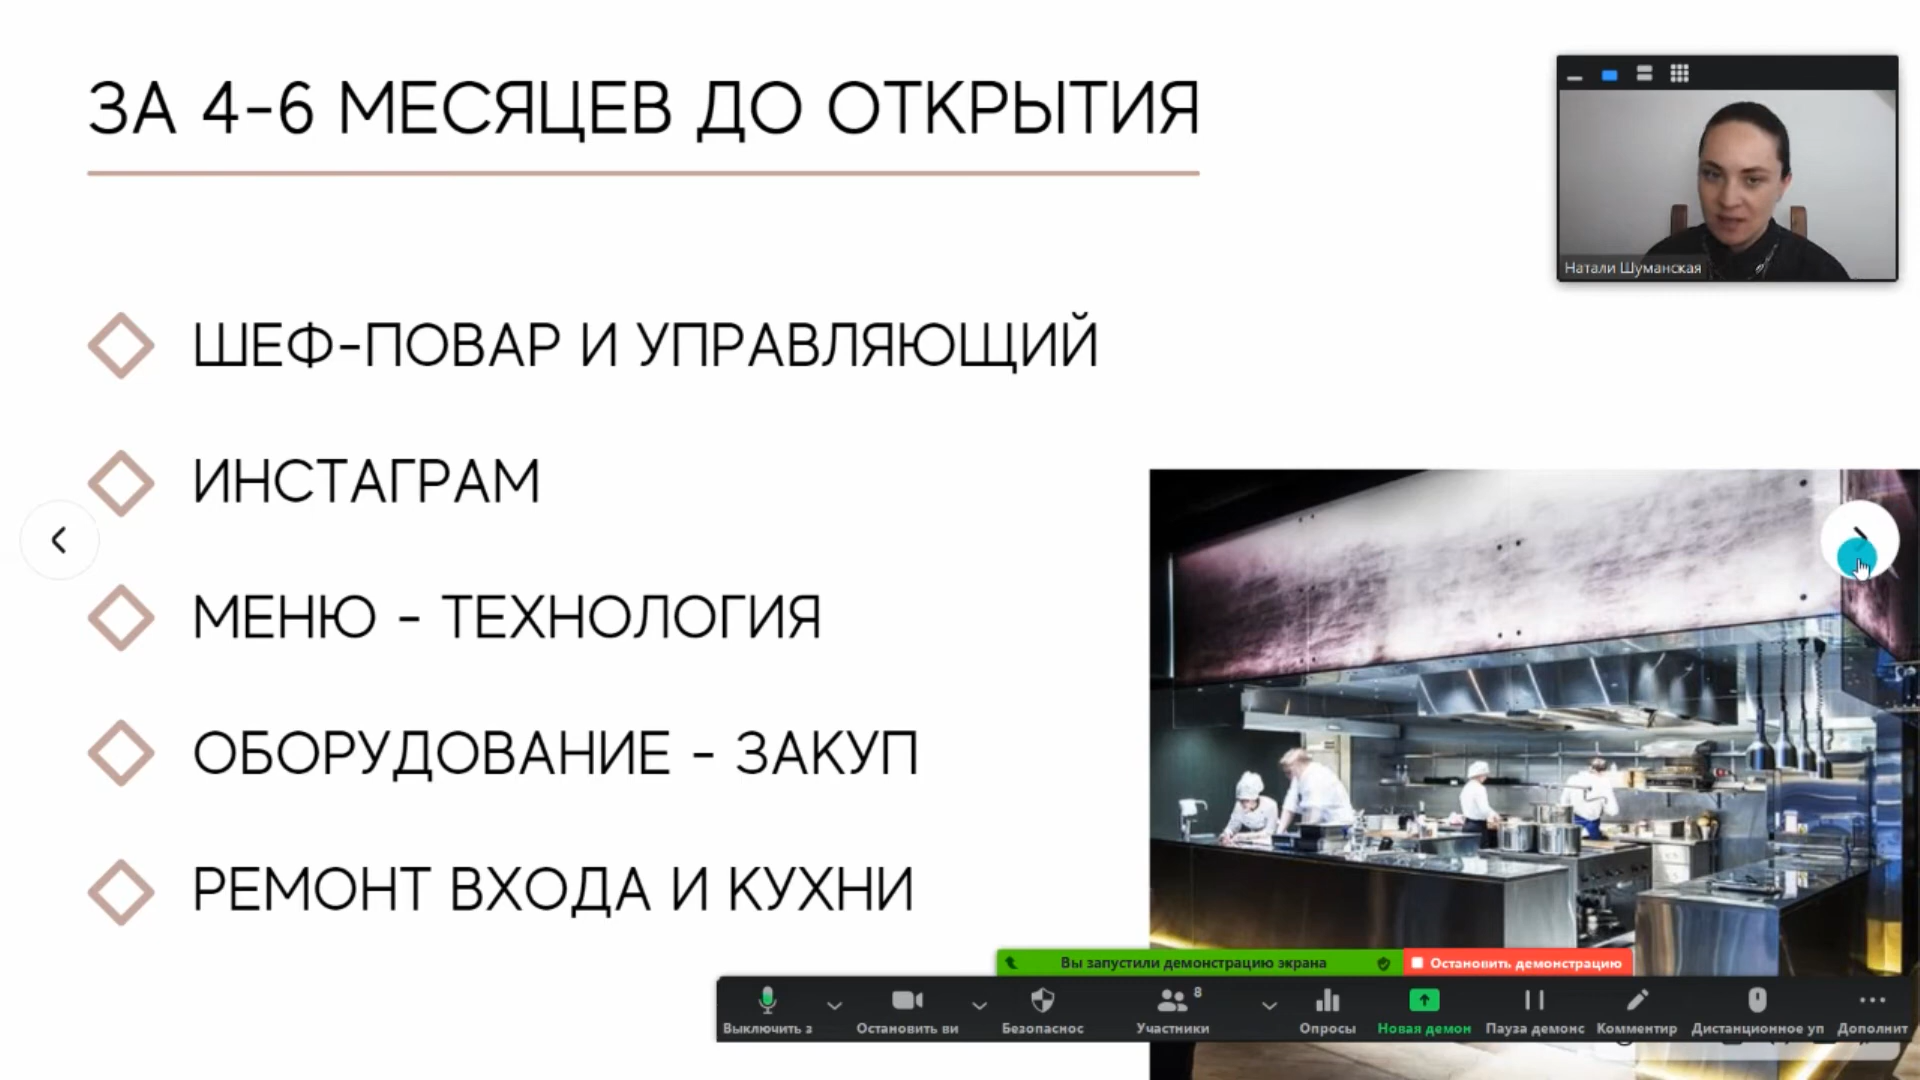 ЗА 4-6 МЕСЯЦЕВ ДО ОТКРЫТИЯ
Натали Шуманская
ШЕФ-ПОВАР И УПРАВЛЯЮЩИЙ
ИНСТАГРАМ
МЕНЮ - ТЕХНОЛОГИЯ
ОБОРУДОВАНИЕ - ЗАКУП
РЕМОНТ ВХОДА И КУХНИ
Вы запустили демонстрацию экрана
Остановить демонстрацию
8
Выключить з
Остановить ви
Безопаснос
Участники
Опросы
Новая демон
Пауза демонс
Комментир
Дистанционное уп
Дополнит